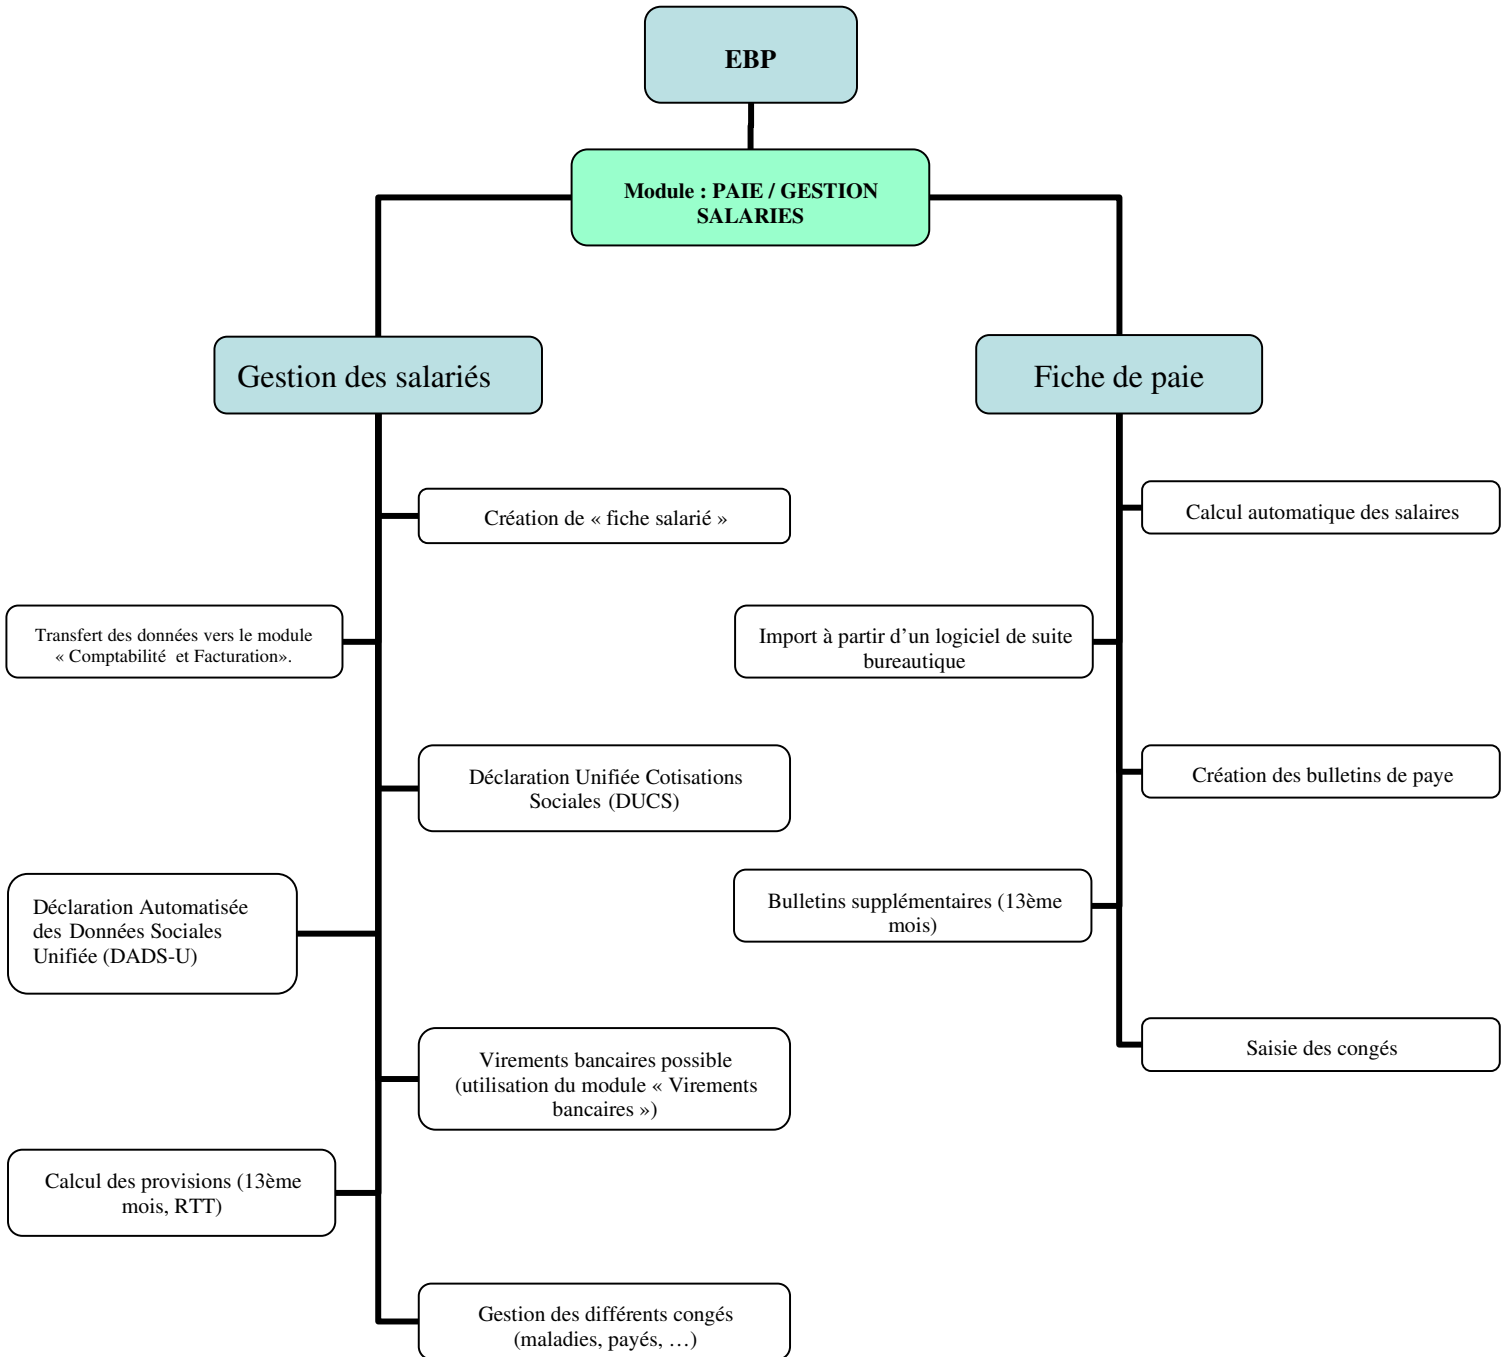 EBP
Module : PAIE / GESTION
SALARIES
Gestion des salariés
Fiche de paie
Création de « fiche salarié »
Calcul automatique des salaires
Transfert des données vers le module
« Comptabilité  et Facturation».
Import à partir d’un logiciel de suite
bureautique
Déclaration Unifiée Cotisations
Sociales (DUCS)
Création des bulletins de paye
Déclaration Automatisée
des Données Sociales
Unifiée (DADS-U)
Bulletins supplémentaires (13ème
mois)
Virements bancaires possible
(utilisation du module « Virements
bancaires »)
Saisie des congés
Calcul des provisions (13ème
mois, RTT)
Gestion des différents congés
(maladies, payés, …)